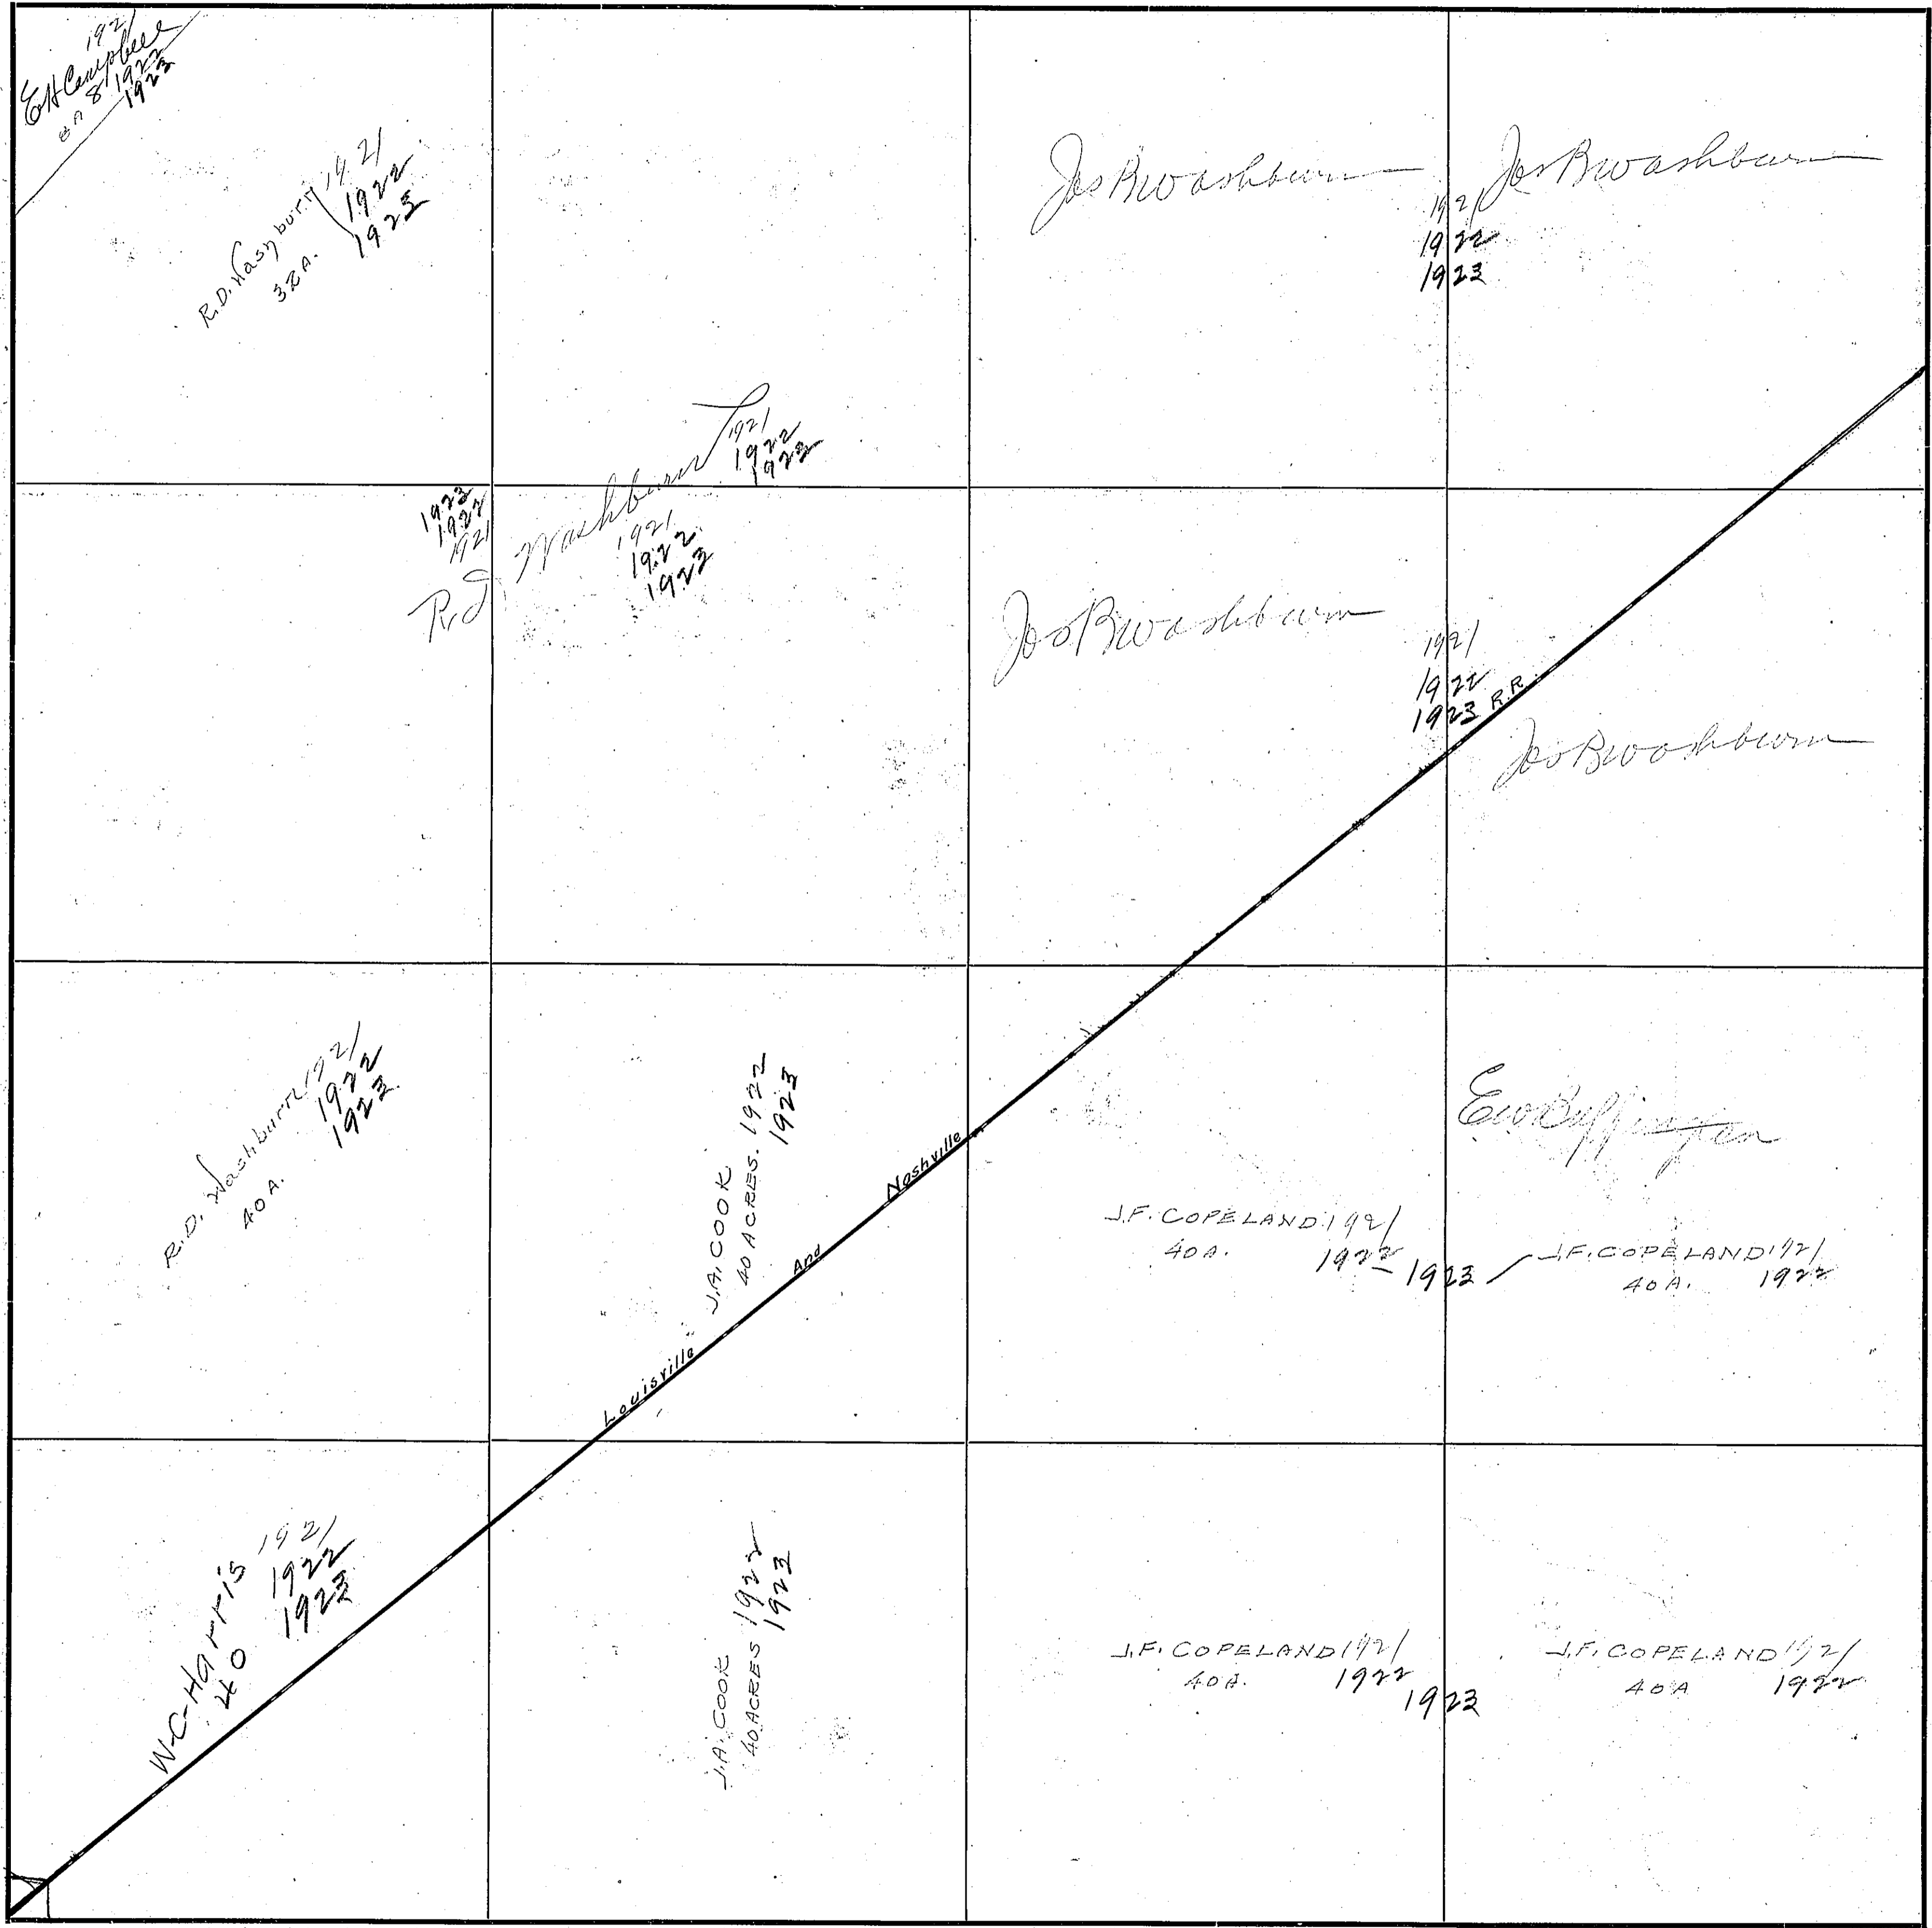 1921
E H Campbell
8 A 8 1922
1923
R.D. Washburn 1921
32 A. 1922
1923
Jos B Washburn
Jos B Washburn
1921
1922
1923
1921
1922
1923
1923
1922
1921
R. D. Washburn
1921
1922
1923
Jos B Washburn
1921
1922
1923
R.R.
Jos B Washburn
R.D. Washburn 1921
40 A. 1922
1923
J.A. COOK
40 ACRES. 1922
1923
Louisville And Nashville
E W Buffington
J.F. COPELAND 1921
40 A. 1922 - 1923
J.F. COPELAND 1921
40 A. 1922
W-C-Harris 1921
40 1922
1923
J.A. COOK
40 ACRES 1922
1923
J.F. COPELAND 1921
40 A. 1922
1923
J.F. COPELAND 1921
40 A 1922